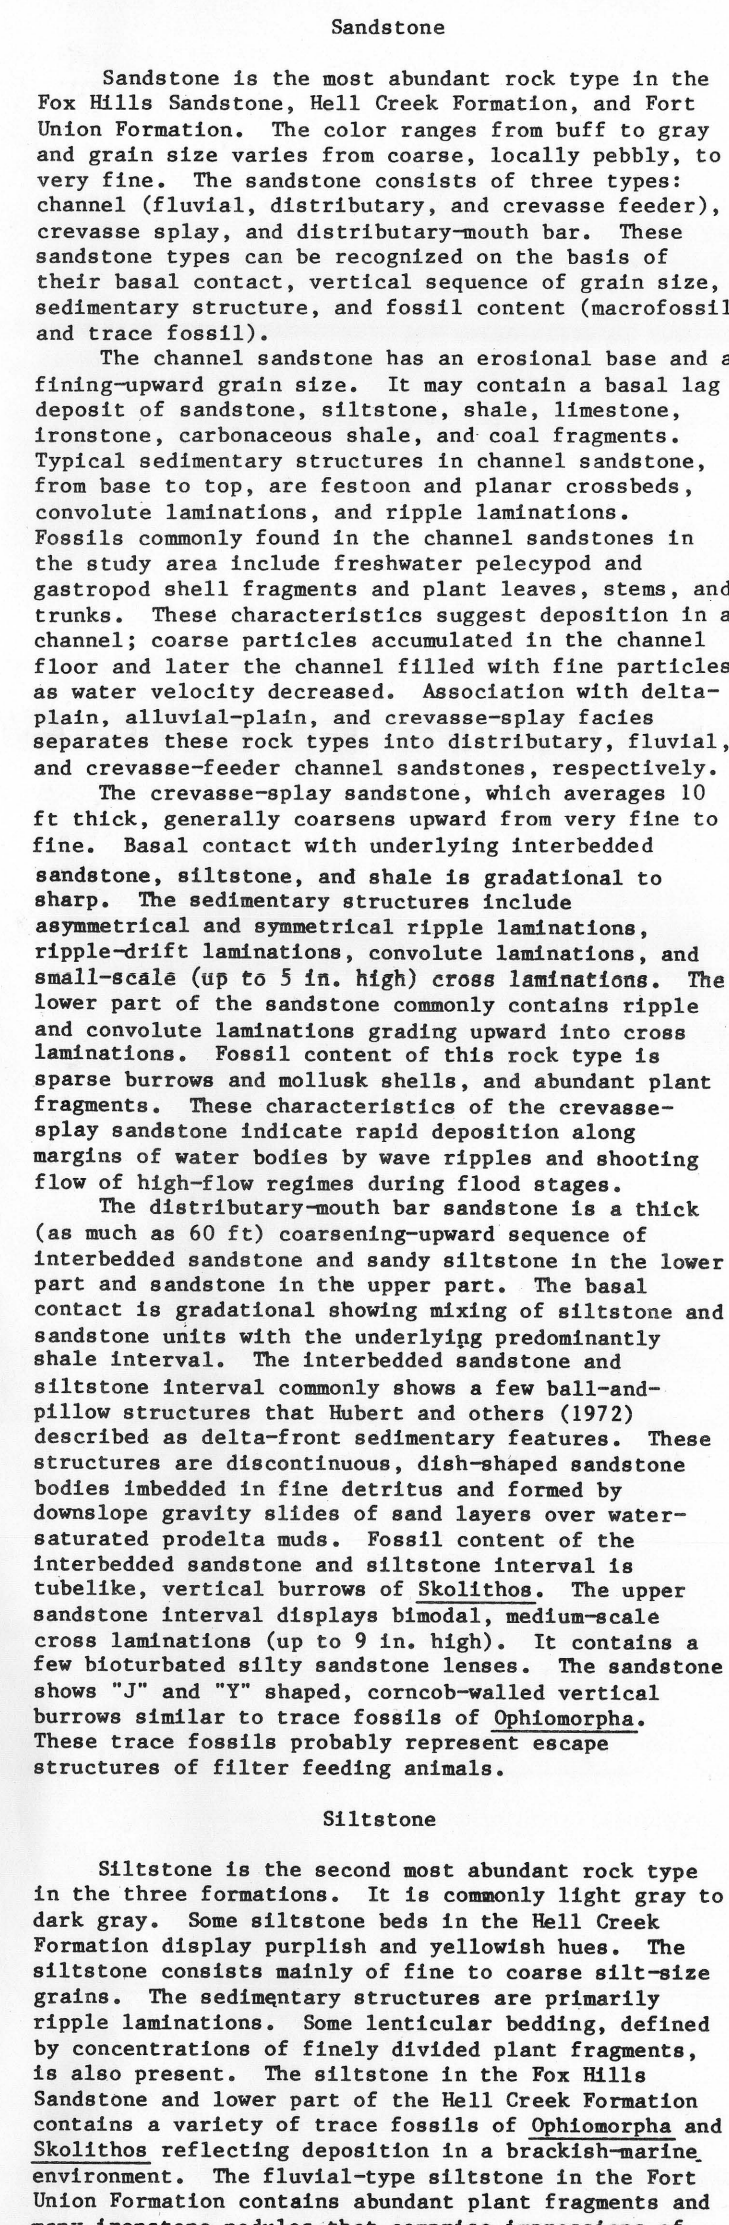 Sandstone
Sandstone is the most abundant rock type in the
Fox Hills Sandstone, Hell Creek Formation, and Fort
Union Formation. The color ranges from buff to gray
and grain size varies from coarse, locally pebbly, to
very fine. The sandstone consists of three types:
channel (fluvial, distributary, and crevasse feeder),
crevasse splay, and distributary-mouth bar. These
sandstone types can be recognized on the basis of
their basal contact, vertical sequence of grain size,
sedimentary structure, and fossil content (macrofossil
and trace fossil).
The channel sandstone has an erosional base and a
fining-upward grain size. It may contain a basal lag
deposit of sandstone, siltstone, shale, limestone,
ironstone, carbonaceous shale, and coal fragments.
Typical sedimentary structures in channel sandstone,
from base to top, are festoon and planar crossbeds,
convolute laminations, and ripple laminations.
Fossils commonly found in the channel sandstones in
the study area include freshwater pelecypod and
gastropod shell fragments and plant leaves, stems, and
trunks. These characteristics suggest deposition in a
channel; coarse particles accumulated in the channel
floor and later the channel filled with fine particles
as water velocity decreased. Association with delta-
plain, alluvial-plain, and crevasse-splay facies
separates these rock types into distributary, fluvial,
and crevasse-feeder channel sandstones, respectively.
The crevasse-splay sandstone, which averages 10
ft thick, generally coarsens upward from very fine to
fine. Basal contact with underlying interbedded
sandstone, siltstone, and shale is gradational to
sharp. The sedimentary structures include
asymmetrical and symmetrical ripple laminations,
ripple-drift laminations, convolute laminations, and
small-scale (up to 5 in. high) cross laminations. The
lower part of the sandstone commonly contains ripple
and convolute laminations grading upward into cross
laminations. Fossil content of this rock type is
sparse burrows and mollusk shells, and abundant plant
fragments. These characteristics of the crevasse-
splay sandstone indicate rapid deposition along
margins of water bodies by wave ripples and shooting
flow of high-flow regimes during flood stages.
The distributary-mouth bar sandstone is a thick
(as much as 60 ft) coarsening-upward sequence of
interbedded sandstone and sandy siltstone in the lower
part and sandstone in the upper part. The basal
contact is gradational showing mixing of siltstone and
sandstone units with the underlying predominantly
shale interval. The interbedded sandstone and
siltstone interval commonly shows a few ball-and-
pillow structures that Hubert and others (1972)
described as delta-front sedimentary features. These
structures are discontinuous, dish-shaped sandstone
bodies imbedded in fine detritus and formed by
downslope gravity slides of sand layers over water-
saturated prodelta muds. Fossil content of the
interbedded sandstone and siltstone interval is
tubelike, vertical burrows of Skolithos. The upper
sandstone interval displays bimodal, medium-scale
cross laminations (up to 9 in. high). It contains a
few bioturbated silty sandstone lenses. The sandstone
shows "J" and "Y" shaped, corncob-walled vertical
burrows similar to trace fossils of Ophiomorpha.
These trace fossils probably represent escape
structures of filter feeding animals.
Siltstone
Siltstone is the second most abundant rock type
in the three formations. It is commonly light gray to
dark gray. Some siltstone beds in the Hell Creek
Formation display purplish and yellowish hues. The
siltstone consists mainly of fine to coarse silt-size
grains. The sedimentary structures are primarily
ripple laminations. Some lenticular bedding, defined
by concentrations of finely divided plant fragments,
is also present. The siltstone in the Fox Hills
Sandstone and lower part of the Hell Creek Formation
contains a variety of trace fossils of Ophiomorpha and
Skolithos reflecting deposition in a brackish-marine
environment. The fluvial-type siltstone in the Fort
Union Formation contains abundant plant fragments and